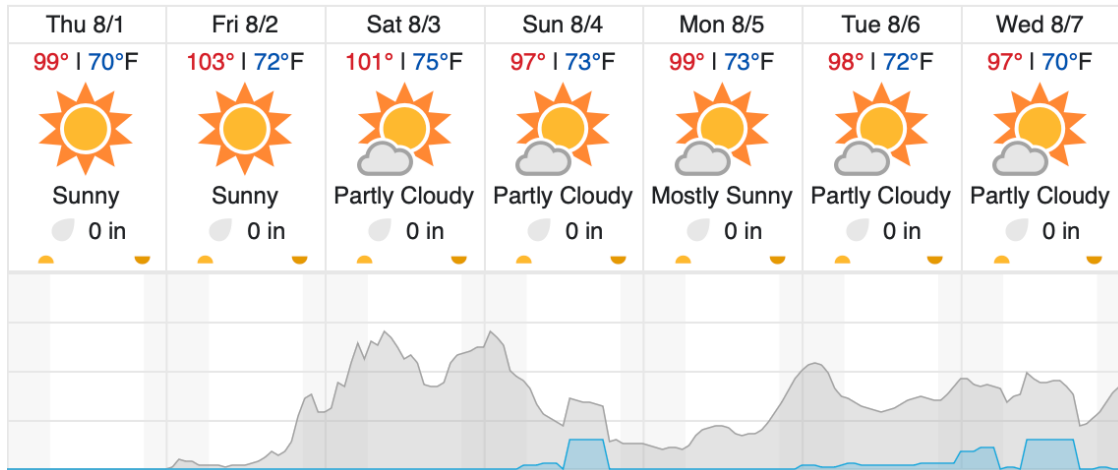 Thu 8/1
99° | 70°F
Sunny
0 in
Fri 8/2
103° | 72°F
Sunny
0 in
Sat 8/3
101° | 75°F
Partly Cloudy
0 in
Sun 8/4
97° | 73°F
Partly Cloudy
0 in
Mon 8/5
99° | 73°F
Mostly Sunny
0 in
Tue 8/6
98° | 72°F
Partly Cloudy
0 in
Wed 8/7
97° | 70°F
Partly Cloudy
0 in